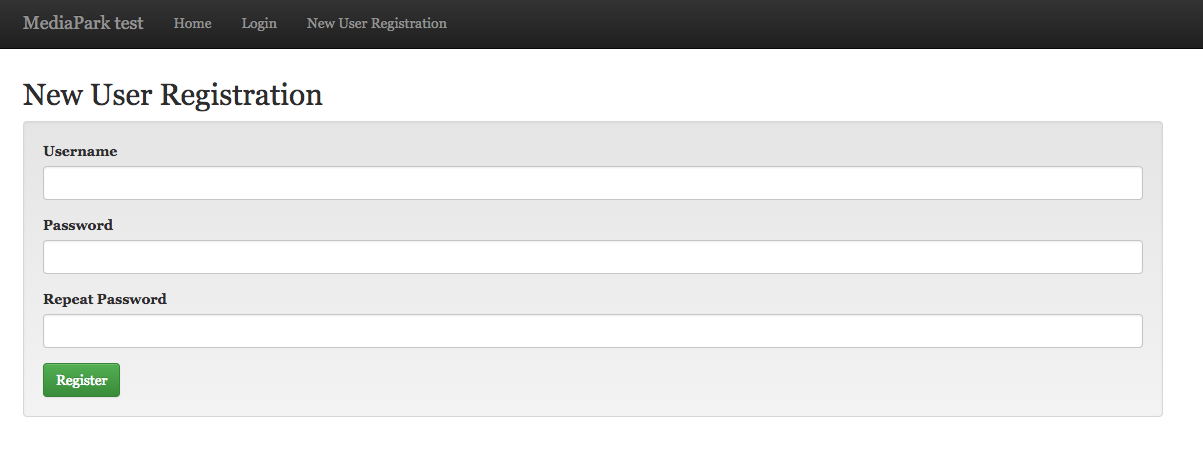 MediaPark test Home Login New User Registration
New User Registration
Username
Password
Repeat Password
Register